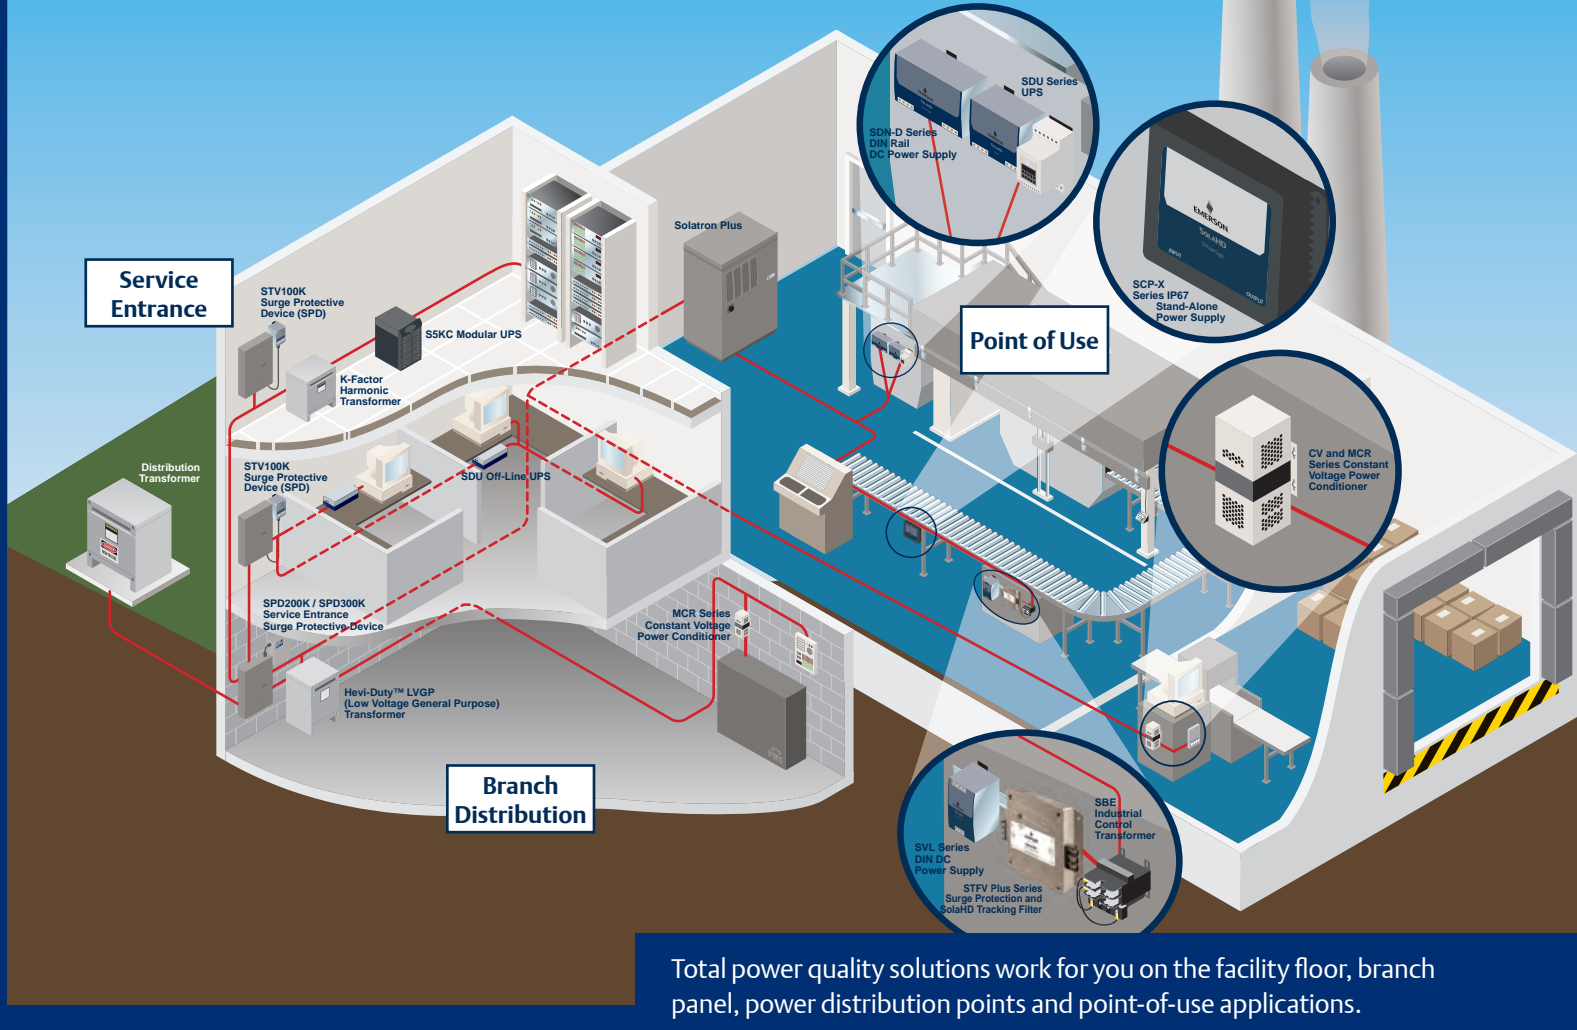 SDU Series
UPS
SDN-D Series
DIN Rail
DC Power Supply
EMERSON
SolaHD
INPUT
OUTPUT
SCP-X
Series IP67
Stand-Alone
Power Supply
Solatron Plus
Service
Entrance
STV100K
Surge Protective
Device (SPD)
S5KC Modular UPS
K-Factor
Harmonic
Transformer
Point of Use
CV and MCR
Series Constant
Voltage Power
Conditioner
Distribution
Transformer
STV100K
Surge Protective
Device (SPD)
SDU Off-Line UPS
SPD200K / SPD300K
Service Entrance
Surge Protective Device
MCR Series
Constant Voltage
Power Conditioner
Hevi-Duty™ LVGP
(Low Voltage General Purpose)
Transformer
PBX
Branch
Distribution
SBE
Industrial
Control
Transformer
SVL Series
DIN DC
Power Supply
STFV Plus Series
Surge Protection and
SolaHD Tracking Filter
Total power quality solutions work for you on the facility floor, branch
panel, power distribution points and point-of-use applications.